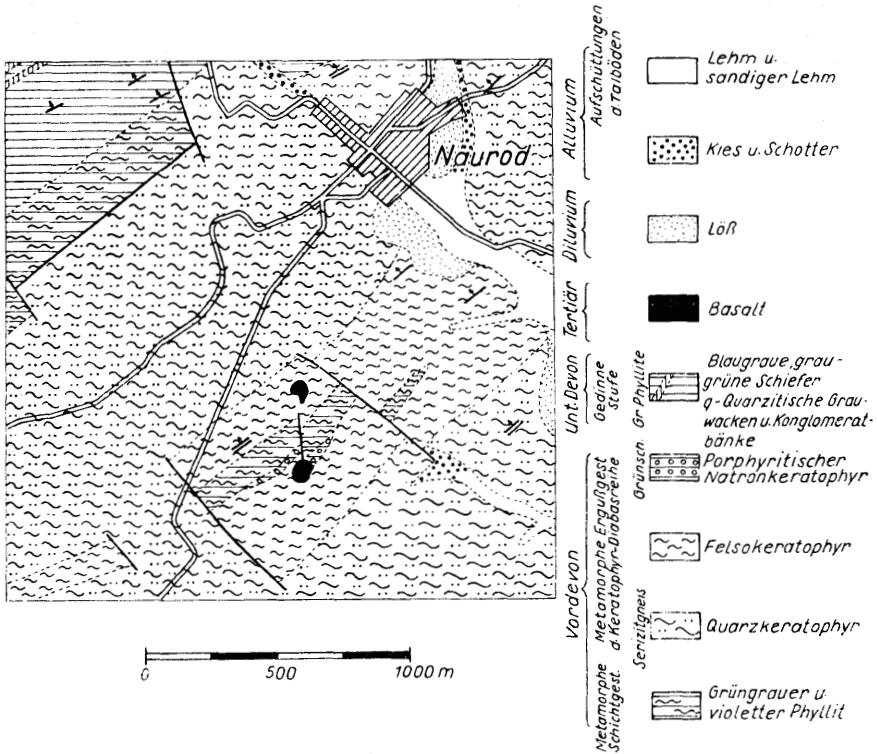 Naurod
0
500
1000 m
Alluvium
Aufschüttungen
d. Talböden
Lehm u.
sandiger Lehm
Kies u. Schotter
Diluvium
Löß
Tertiär
Basalt
Unt. Devon
Gedinne
Stufe
Gr Phyllite
Blaugraue, grau-
grüne Schiefer
q-Quarzitische Grau-
wacken u. Konglomerat-
bänke
Vordevon
Metamorphe Ergußgest
d. Keratophyr-Diabasreihe
Grünsch.
Porphyritischer
Natronkeratophyr
Felsokeratophyr
Serizitgneis
Quarzkeratophyr
Metamorphe
Schichtgest.
Grüngrauer u.
violetter Phyllit